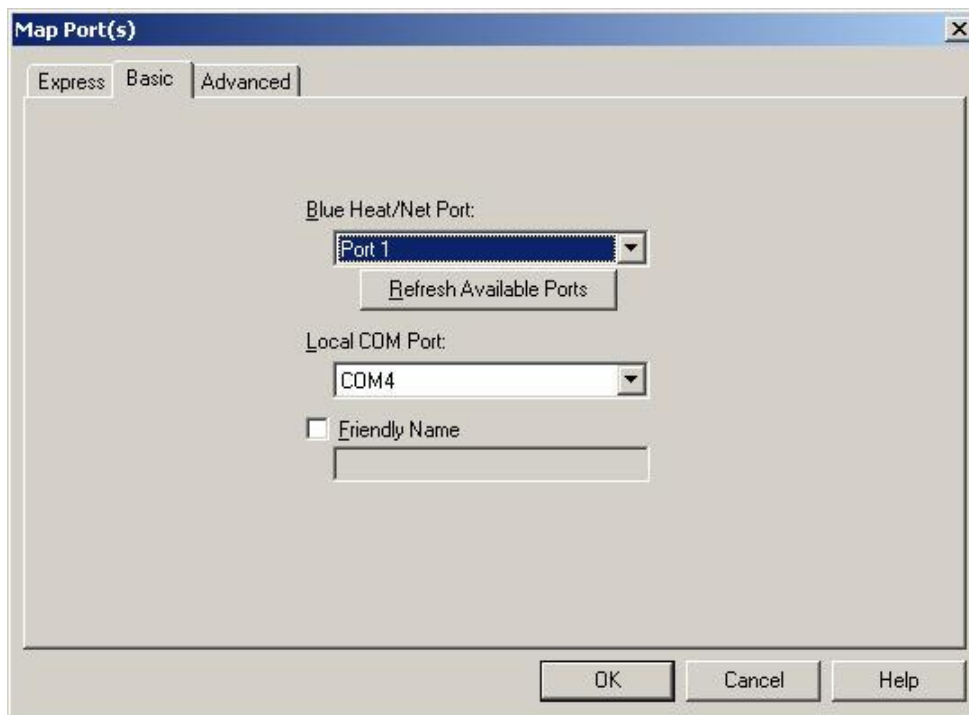 Map Port(s)
Express Basic Advanced
Blue Heat/Net Port:
Port 1
Refresh Available Ports
Local COM Port:
COM4
Friendly Name
OK Cancel Help